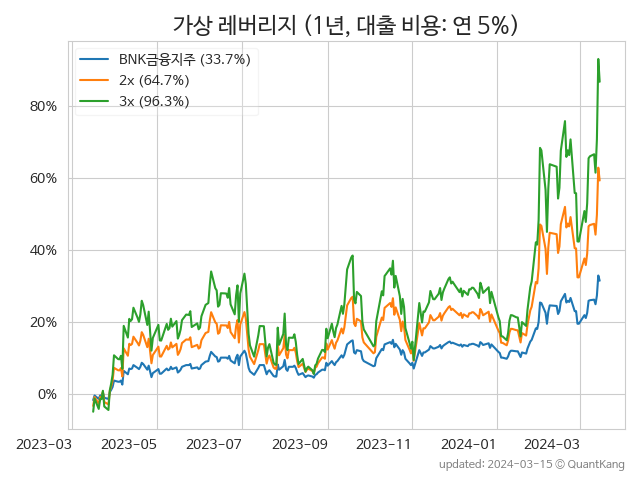 가상 레버리지 (1년, 대출 비용: 연 5%)
BNK금융지주 (33.7%)
2x (64.7%)
3x (96.3%)
80%
60%
40%
20%
0%
2023-03 2023-05 2023-07 2023-09 2023-11 2024-01 2024-03
updated: 2024-03-15 © QuantKang